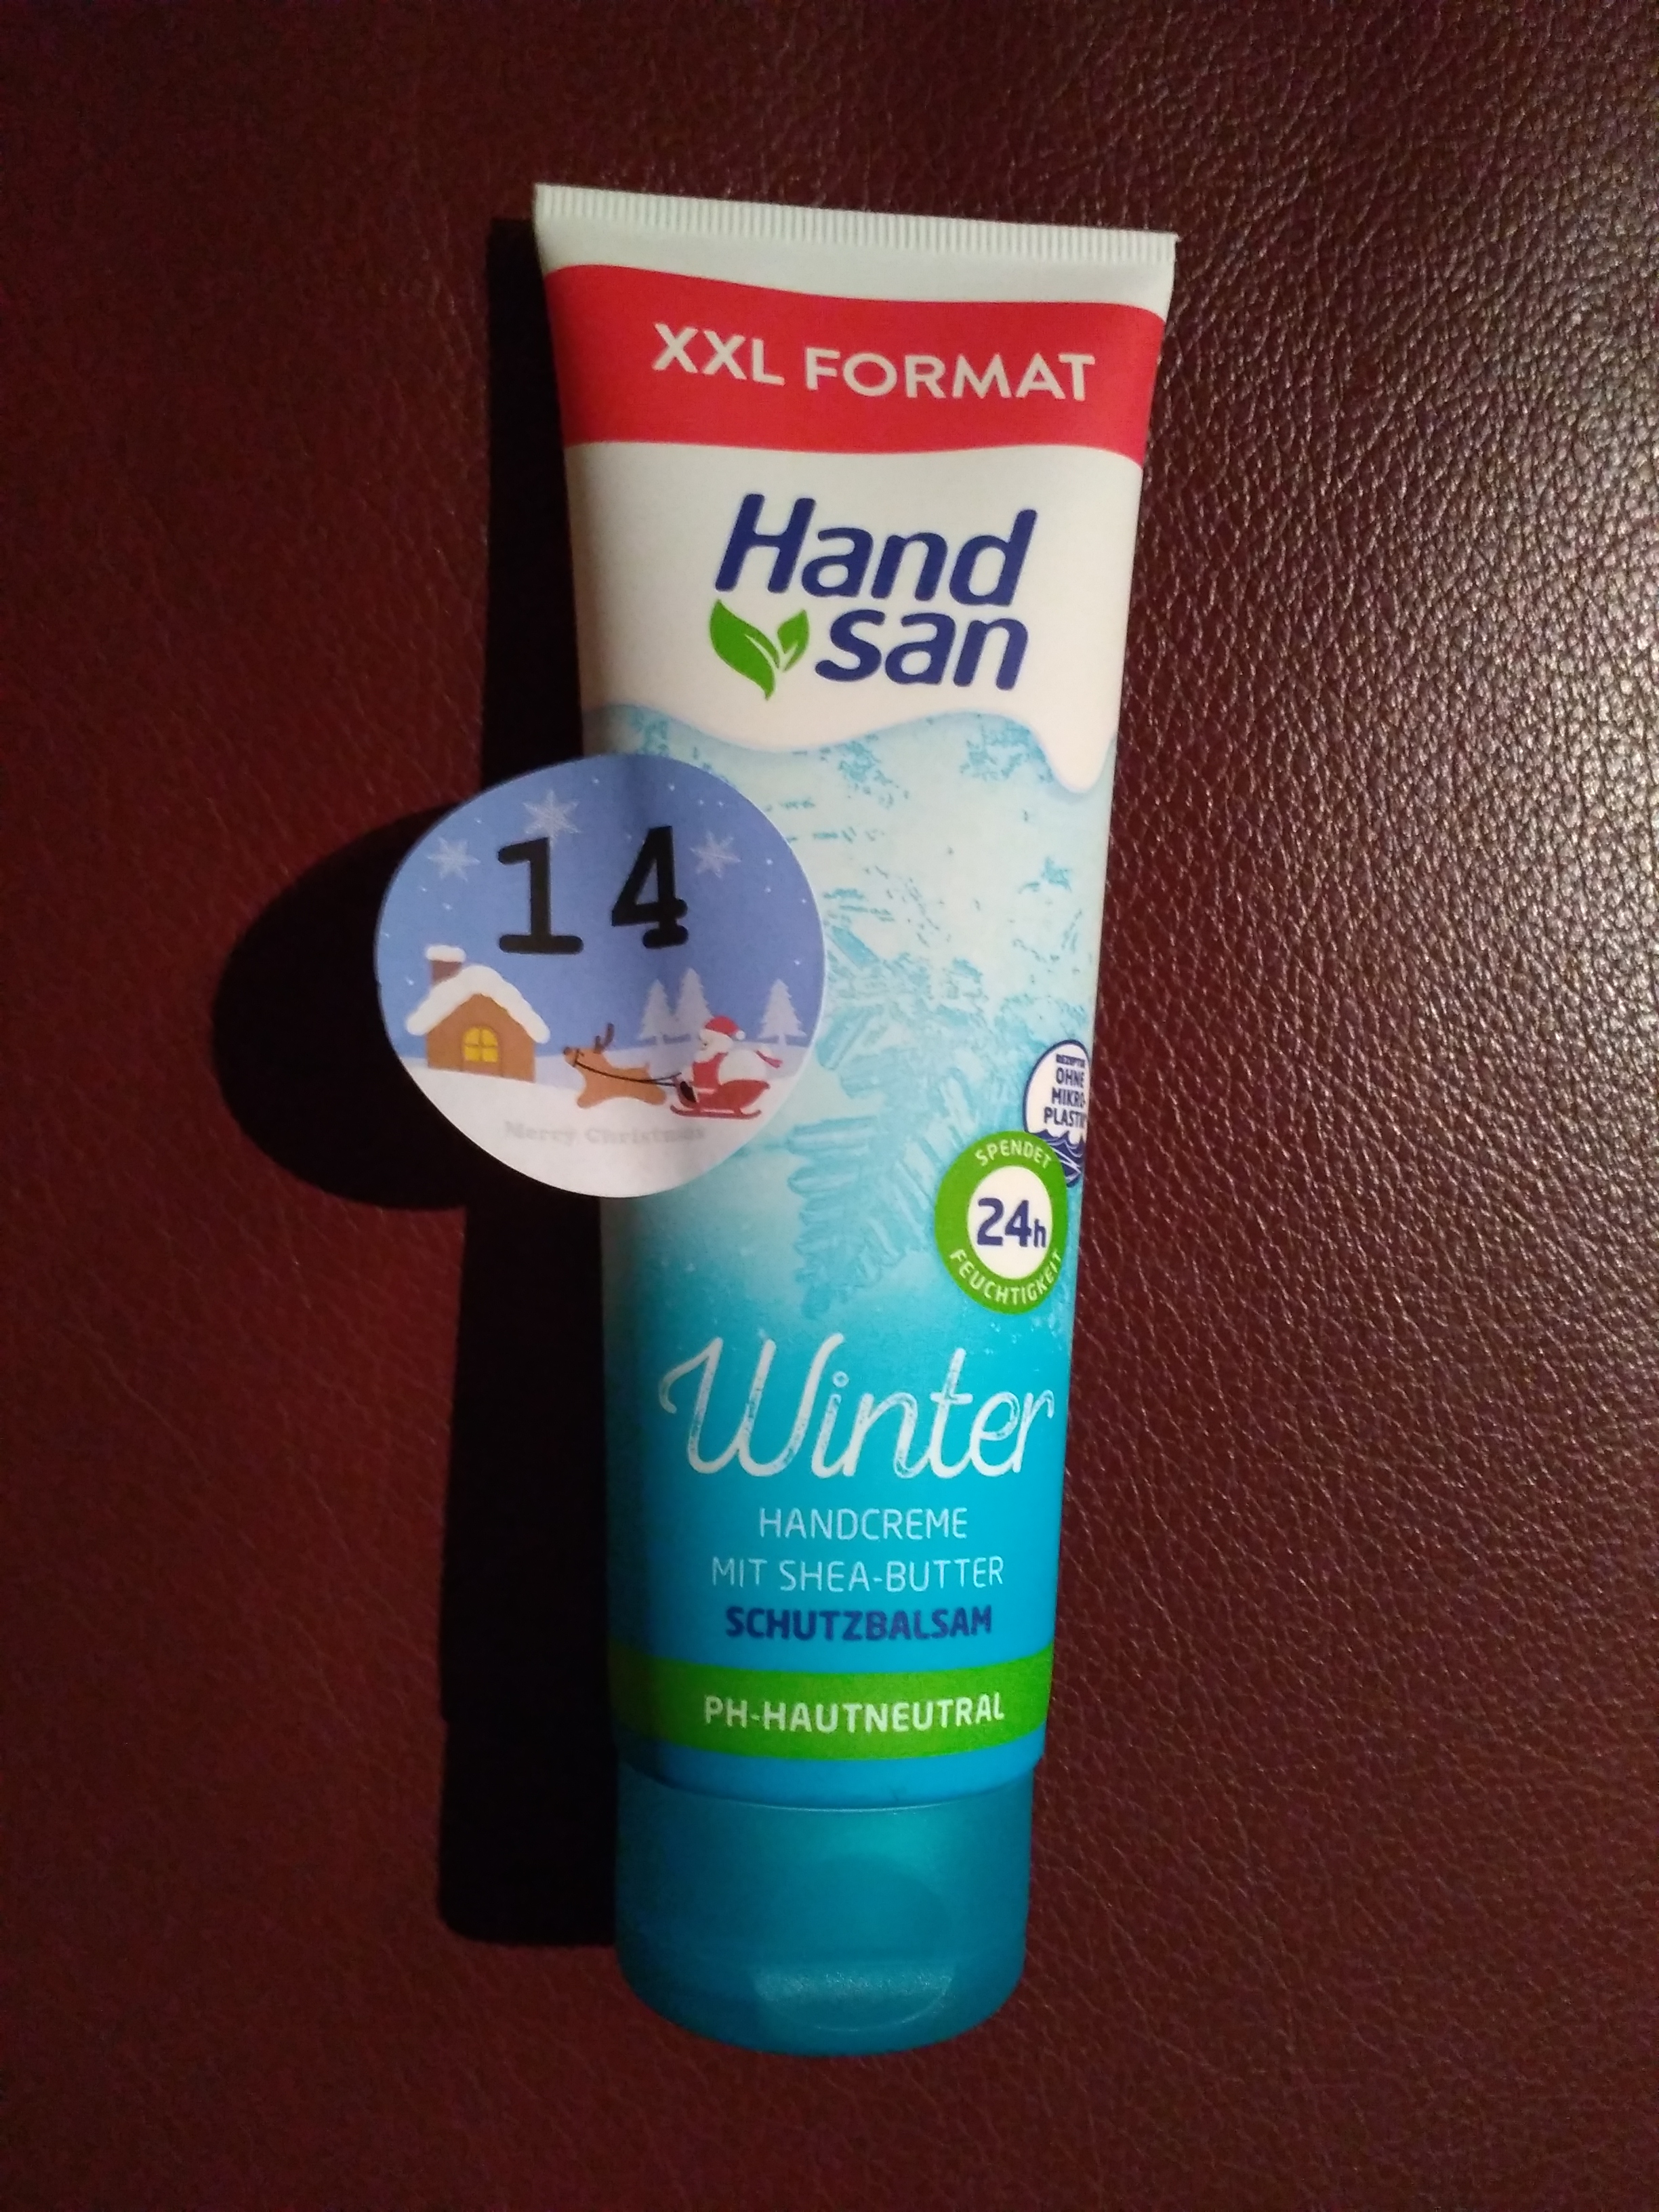 XXL FORMAT
Hand
san
14
Merry Christmas
REZEPTUR
OHNE
MIKRO-
PLASTIK
SPENDET
24h
FEUCHTIGKEIT
Winter
HANDCREME
MIT SHEA-BUTTER
SCHUTZBALSAM
PH-HAUTNEUTRAL